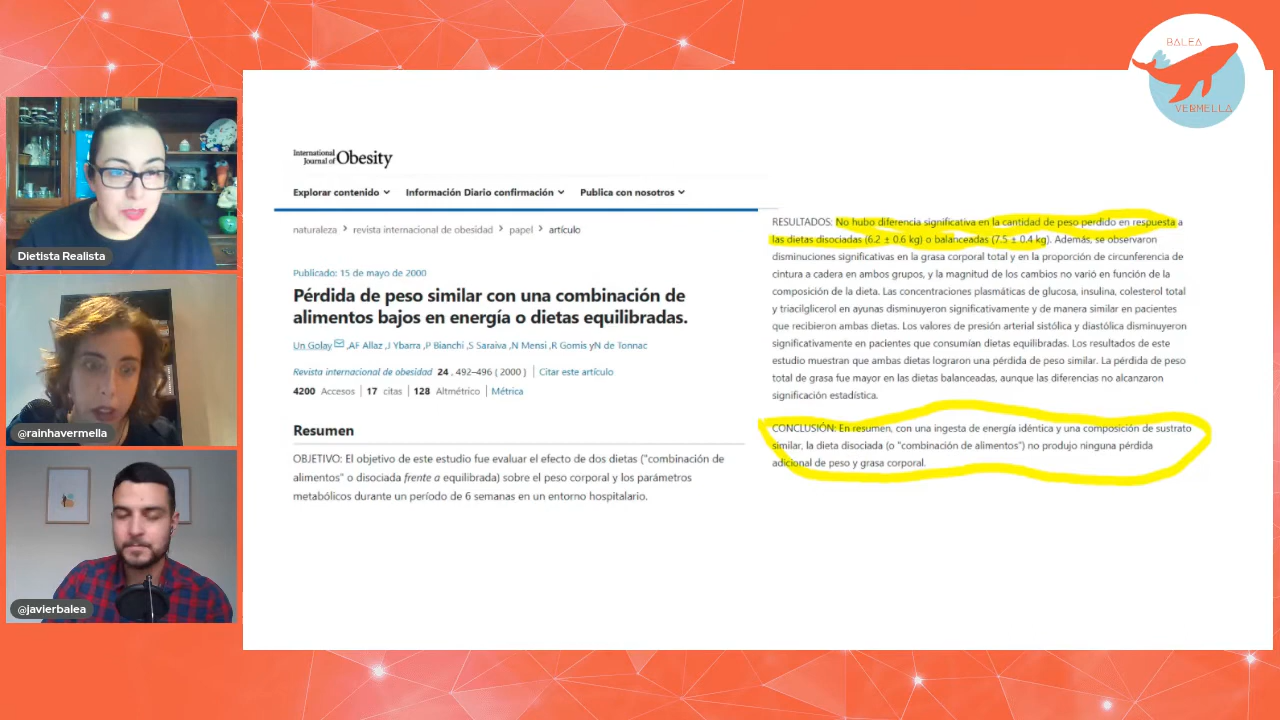 BALEA
VERMELLA
Dietista Realista
@rainhavermella
@javierbalea
International
Journal of Obesity
Explorar contenido Información Diario confirmación Publica con nosotros
naturaleza > revista internacional de obesidad > papel > artículo
Publicado: 15 de mayo de 2000
Pérdida de peso similar con una combinación de
alimentos bajos en energía o dietas equilibradas.
Un Golay ,AF Allaz ,J Ybarra ,P Bianchi ,S Saraiva ,N Mensi ,R Gomis yN de Tonnac
Revista internacional de obesidad 24 , 492–496 ( 2000 ) | Citar este artículo
4200 Accesos | 17 citas | 128 Altmétrico | Métrica
Resumen
OBJETIVO: El objetivo de este estudio fue evaluar el efecto de dos dietas ("combinación de
alimentos" o disociada frente a equilibrada) sobre el peso corporal y los parámetros
metabólicos durante un período de 6 semanas en un entorno hospitalario.
RESULTADOS: No hubo diferencia significativa en la cantidad de peso perdido en respuesta a
las dietas disociadas (6.2 ± 0.6 kg) o balanceadas (7.5 ± 0.4 kg). Además, se observaron
disminuciones significativas en la grasa corporal total y en la proporción de circunferencia de
cintura a cadera en ambos grupos, y la magnitud de los cambios no varió en función de la
composición de la dieta. Las concentraciones plasmáticas de glucosa, insulina, colesterol total
y triacilglicerol en ayunas disminuyeron significativamente y de manera similar en pacientes
que recibieron ambas dietas. Los valores de presión arterial sistólica y diastólica disminuyeron
significativamente en pacientes que consumían dietas equilibradas. Los resultados de este
estudio muestran que ambas dietas lograron una pérdida de peso similar. La pérdida de peso
total de grasa fue mayor en las dietas balanceadas, aunque las diferencias no alcanzaron
significación estadística.
CONCLUSIÓN: En resumen, con una ingesta de energía idéntica y una composición de sustrato
similar, la dieta disociada (o "combinación de alimentos") no produjo ninguna pérdida
adicional de peso y grasa corporal.